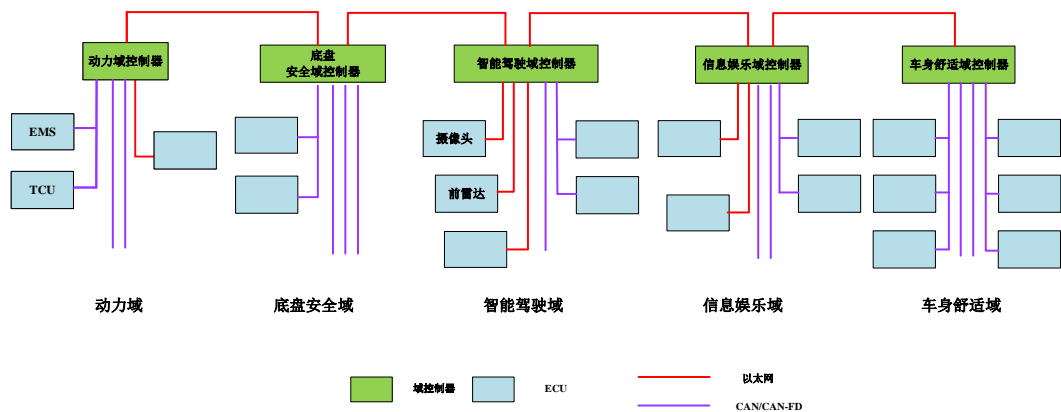 动力域控制器
底盘
安全域控制器
智能驾驶域控制器
信息娱乐域控制器
车身舒适域控制器
EMS
TCU
摄像头
前雷达
动力域
底盘安全域
智能驾驶域
信息娱乐域
车身舒适域
域控制器
ECU
以太网
CAN/CAN-FD